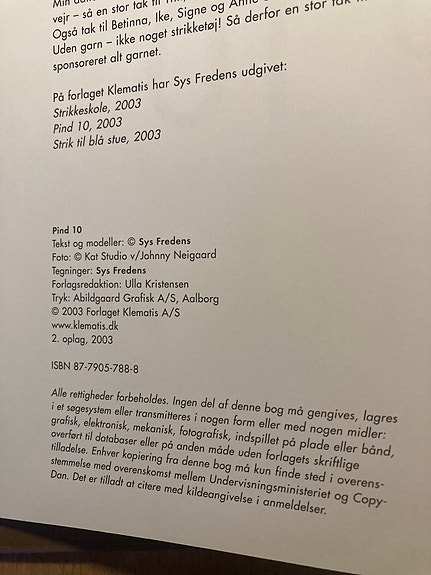 vejr – så en stor tak til
Også tak til Betinna, Ike, Signe og Anne
Uden garn – ikke noget strikketøj! Så derfor en stor tak
sponsoreret alt garnet.
På forlaget Klematis har Sys Fredens udgivet:
Strikkeskole, 2003
Pind 10, 2003
Strik til blå stue, 2003
Pind 10
Tekst og modeller: © Sys Fredens
Foto: © Kat Studio v/Johnny Neigaard
Tegninger: Sys Fredens
Forlagsredaktion: Ulla Kristensen
Tryk: Abildgaard Grafisk A/S, Aalborg
© 2003 Forlaget Klematis A/S
www.klematis.dk
2. oplag, 2003
ISBN 87-7905-788-8
Alle rettigheder forbeholdes. Ingen del af denne bog må gengives, lagres
i et søgesystem eller transmitteres i nogen form eller med nogen midler:
grafisk, elektronisk, mekanisk, fotografisk, indspillet på plade eller bånd,
overført til databaser eller på anden måde uden forlagets skriftlige
tilladelse. Enhver kopiering fra denne bog må kun finde sted i overens-
stemmelse med overenskomst mellem Undervisningsministeriet og Copy-
Dan. Det er tilladt at citere med kildeangivelse i anmeldelser.